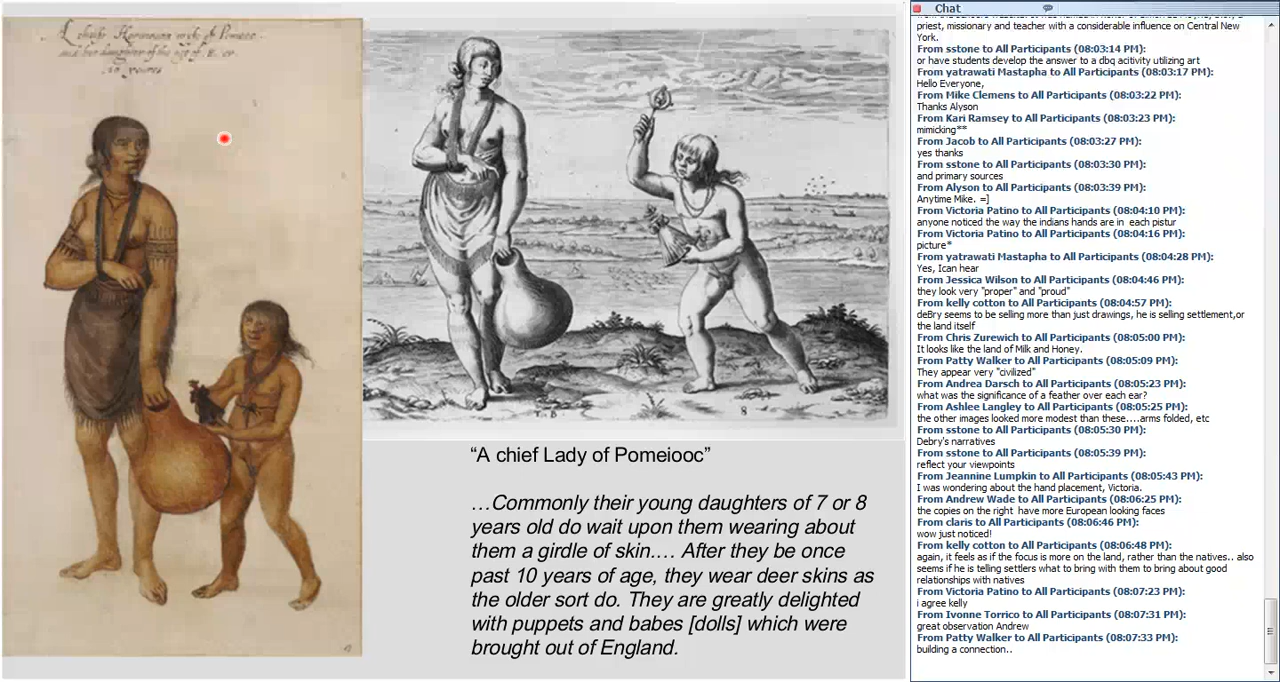 wyfe of Pomeoc
and her daughter of the age of 8. or
10 yeares
T. B.
8
"A chief Lady of Pomeiooc"
…Commonly their young daughters of 7 or 8
years old do wait upon them wearing about
them a girdle of skin.… After they be once
past 10 years of age, they wear deer skins as
the older sort do. They are greatly delighted
with puppets and babes [dolls] which were
brought out of England.
Chat
priest, missionary and teacher with a considerable influence on Central New
York.
From sstone to All Participants (08:03:14 PM):
or have students develop the answer to a dbq acitivity utilizing art
From yatrawati Mastapha to All Participants (08:03:17 PM):
Hello Everyone,
From Mike Clemens to All Participants (08:03:22 PM):
Thanks Alyson
From Kari Ramsey to All Participants (08:03:23 PM):
mimicking**
From Jacob to All Participants (08:03:27 PM):
yes thanks
From sstone to All Participants (08:03:30 PM):
and primary sources
From Alyson to All Participants (08:03:39 PM):
Anytime Mike. =]
From Victoria Patino to All Participants (08:04:10 PM):
anyone noticed the way the indians hands are in each pistur
From Victoria Patino to All Participants (08:04:16 PM):
picture*
From yatrawati Mastapha to All Participants (08:04:28 PM):
Yes, Ican hear
From Jessica Wilson to All Participants (08:04:46 PM):
they look very "proper" and "proud"
From kelly cotton to All Participants (08:04:57 PM):
deBry seems to be selling more than just drawings, he is selling settlement,or
the land itself
From Chris Zurewich to All Participants (08:05:00 PM):
It looks like the land of Milk and Honey.
From Patty Walker to All Participants (08:05:09 PM):
They appear very "civilized"
From Andrea Darsch to All Participants (08:05:23 PM):
what was the significance of a feather over each ear?
From Ashlee Langley to All Participants (08:05:25 PM):
the other images looked more modest than these....arms folded, etc
From sstone to All Participants (08:05:30 PM):
Debry's narratives
From sstone to All Participants (08:05:39 PM):
reflect your viewpoints
From Jeannine Lumpkin to All Participants (08:05:43 PM):
I was wondering about the hand placement, Victoria.
From Andrew Wade to All Participants (08:06:25 PM):
the copies on the right  have more European looking faces
From claris to All Participants (08:06:46 PM):
wow just noticed!
From kelly cotton to All Participants (08:06:48 PM):
again, it feels as if the focus is more on the land, rather than the natives.. also
seems if he is telling settlers what to bring with them to bring about good
relationships with natives
From Victoria Patino to All Participants (08:07:23 PM):
i agree kelly
From Ivonne Torrico to All Participants (08:07:31 PM):
great observation Andrew
From Patty Walker to All Participants (08:07:33 PM):
building a connection..